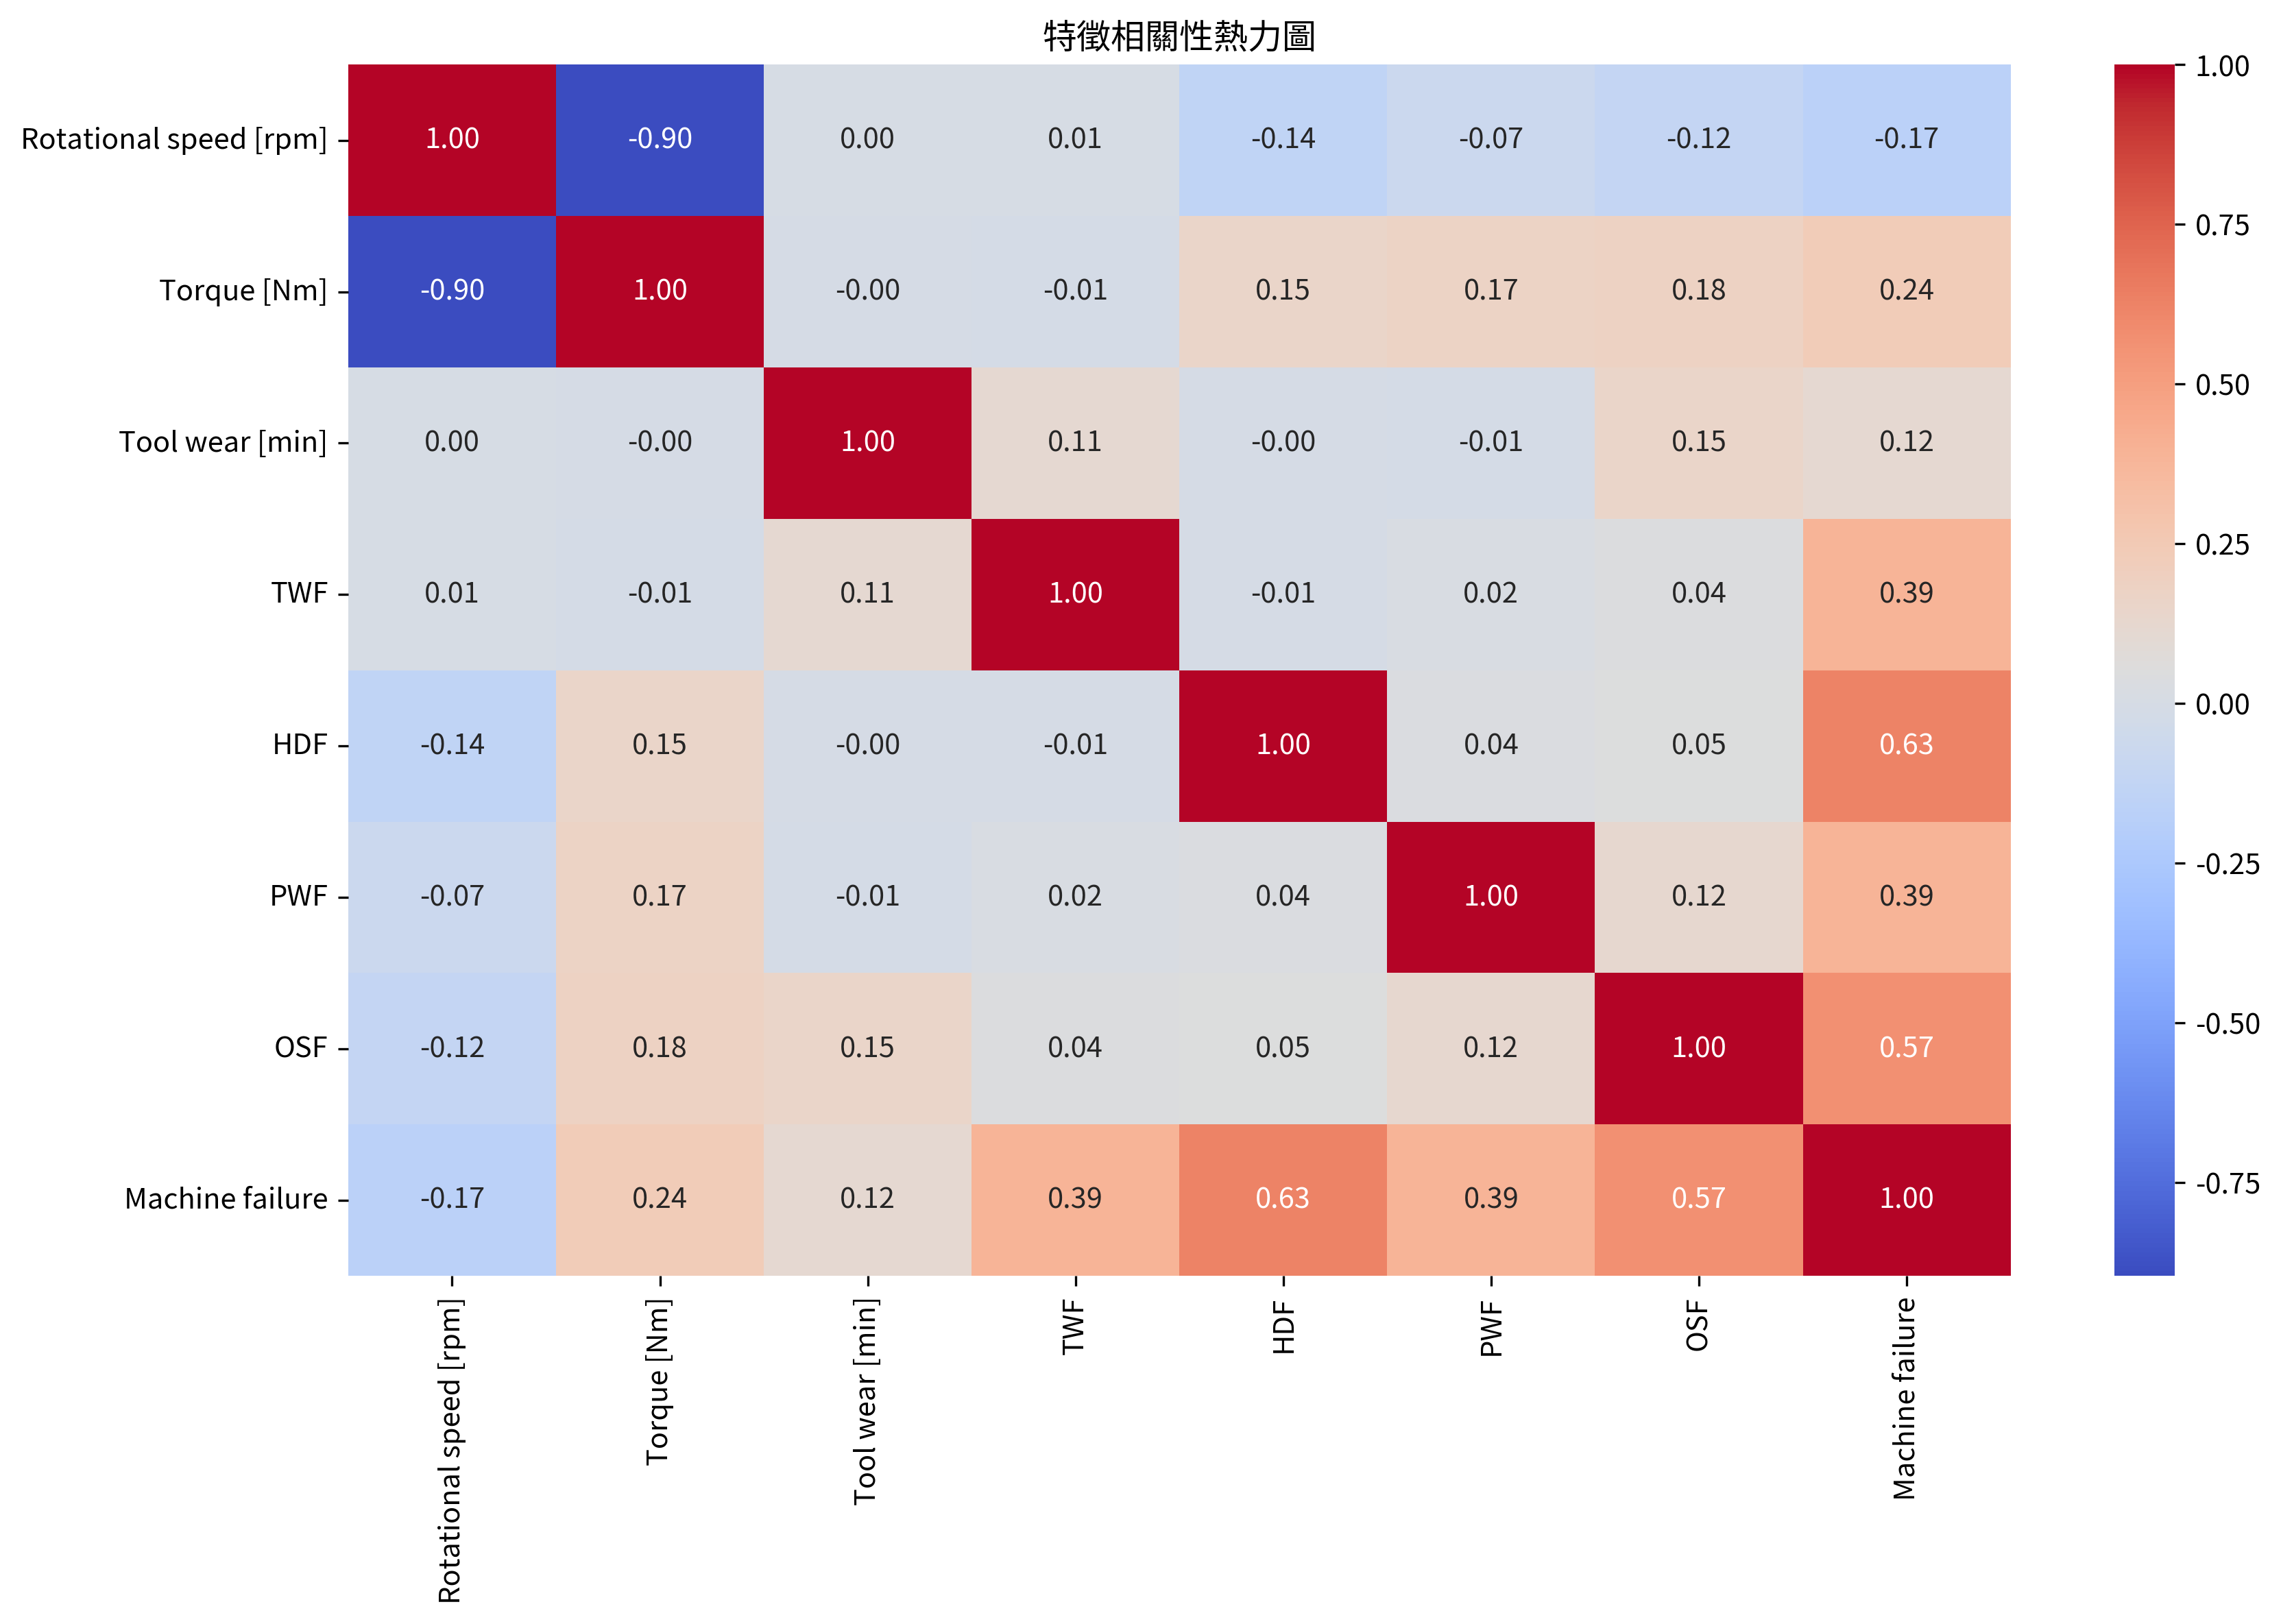 特徵相關性熱力圖
Rotational speed [rpm] 1.00 -0.90 0.00 0.01 -0.14 -0.07 -0.12 -0.17
Torque [Nm] -0.90 1.00 -0.00 -0.01 0.15 0.17 0.18 0.24
Tool wear [min] 0.00 -0.00 1.00 0.11 -0.00 -0.01 0.15 0.12
TWF 0.01 -0.01 0.11 1.00 -0.01 0.02 0.04 0.39
HDF -0.14 0.15 -0.00 -0.01 1.00 0.04 0.05 0.63
PWF -0.07 0.17 -0.01 0.02 0.04 1.00 0.12 0.39
OSF -0.12 0.18 0.15 0.04 0.05 0.12 1.00 0.57
Machine failure -0.17 0.24 0.12 0.39 0.63 0.39 0.57 1.00
Rotational speed [rpm]
Torque [Nm]
Tool wear [min]
TWF
HDF
PWF
OSF
Machine failure
1.00
0.75
0.50
0.25
0.00
-0.25
-0.50
-0.75